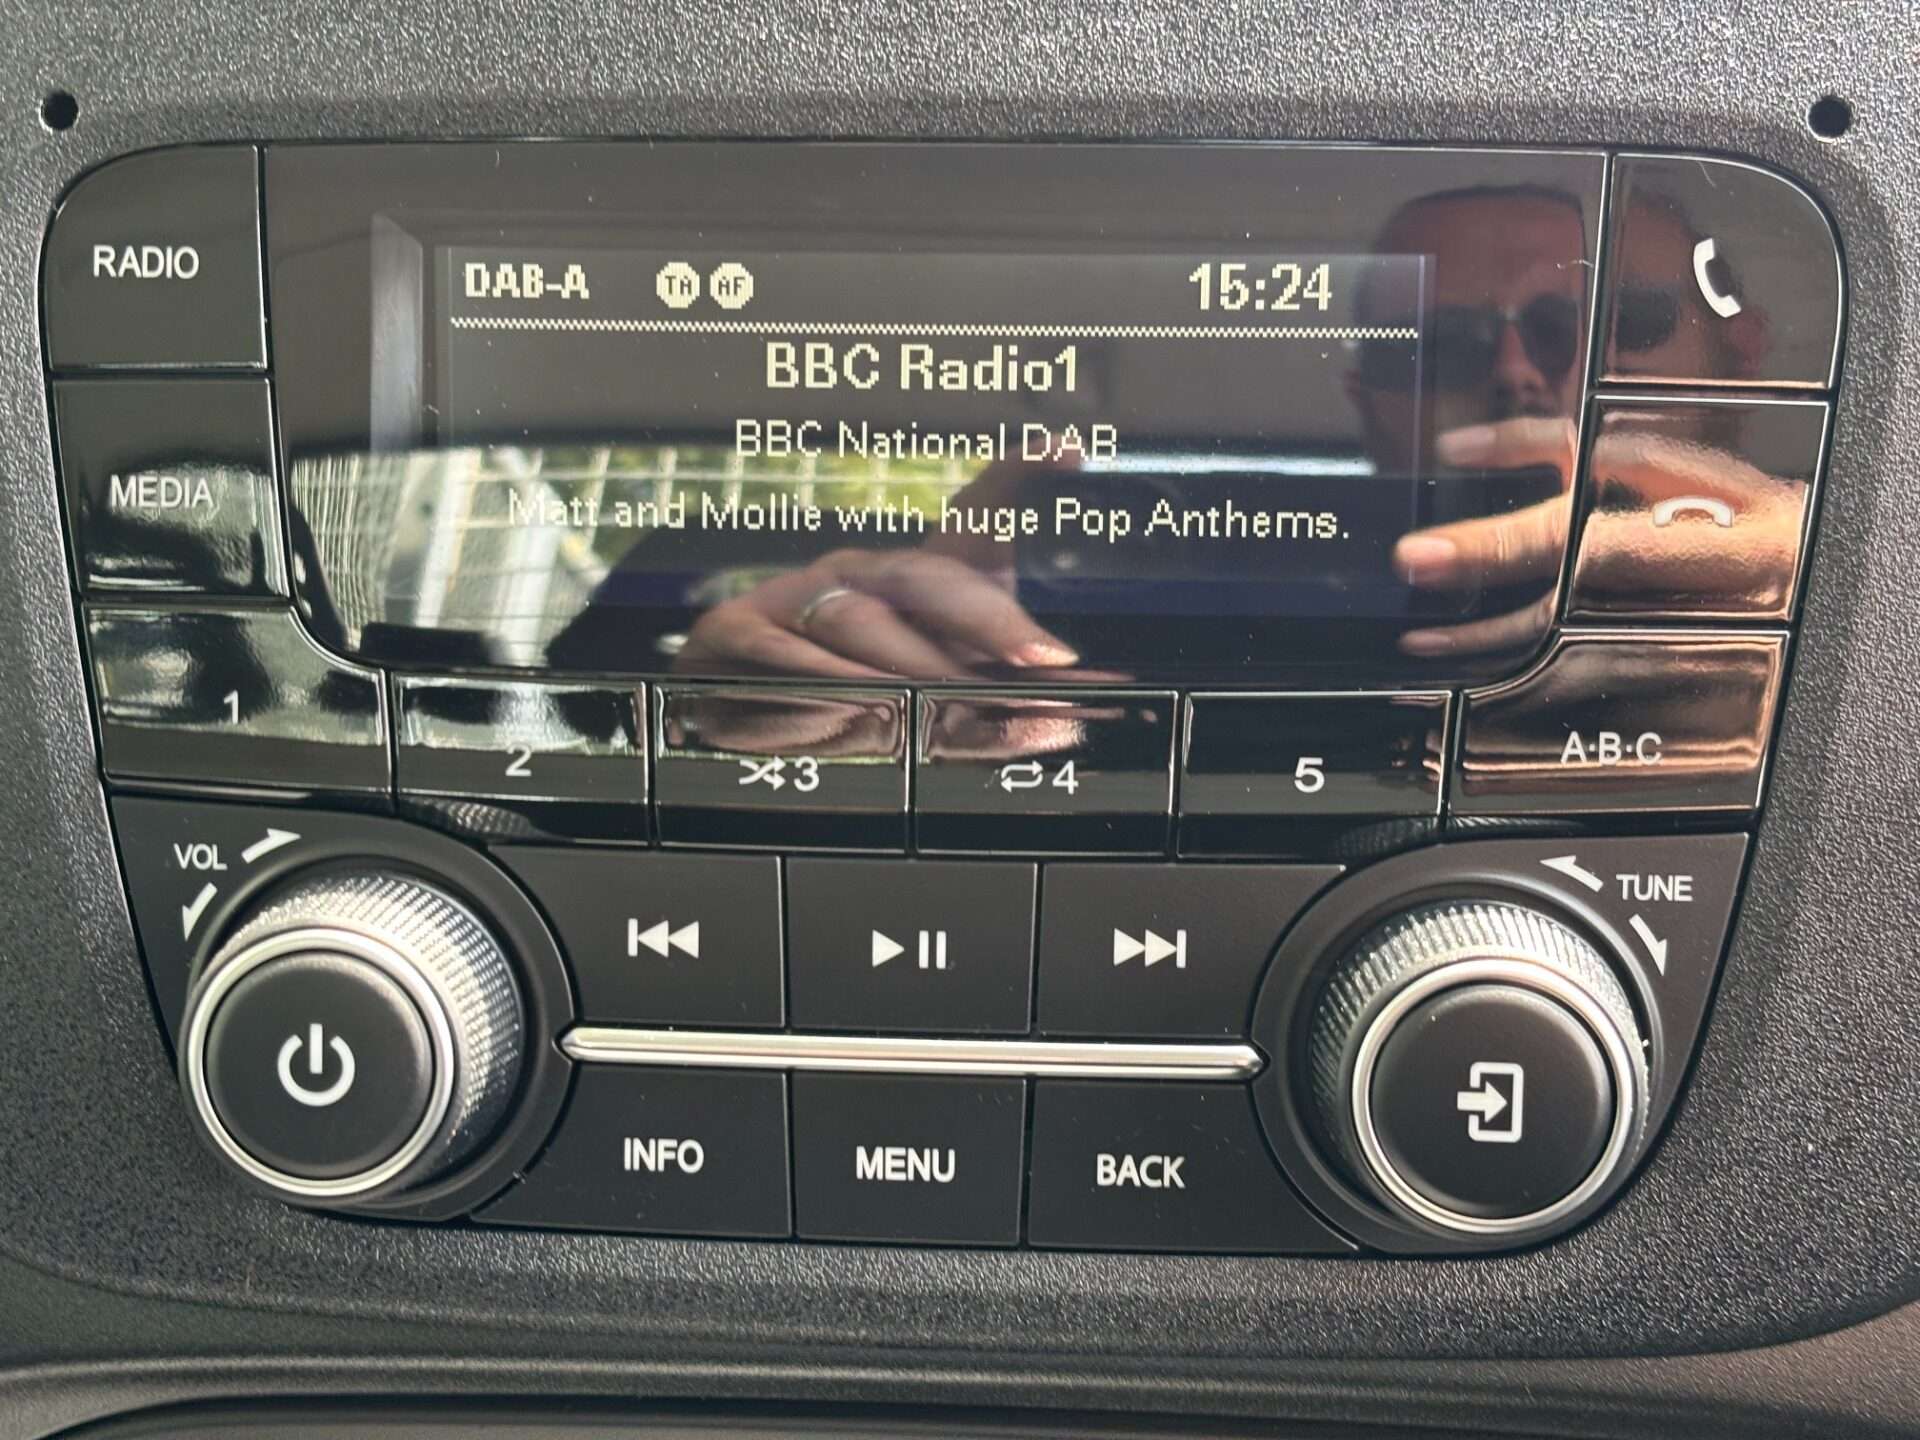 RADIO
DAB-A TA AF 15:24
BBC Radio1
BBC National DAB
Matt and Mollie with huge Pop Anthems.
MEDIA
1
2
3
4
5
A·B·C
VOL
TUNE
INFO
MENU
BACK